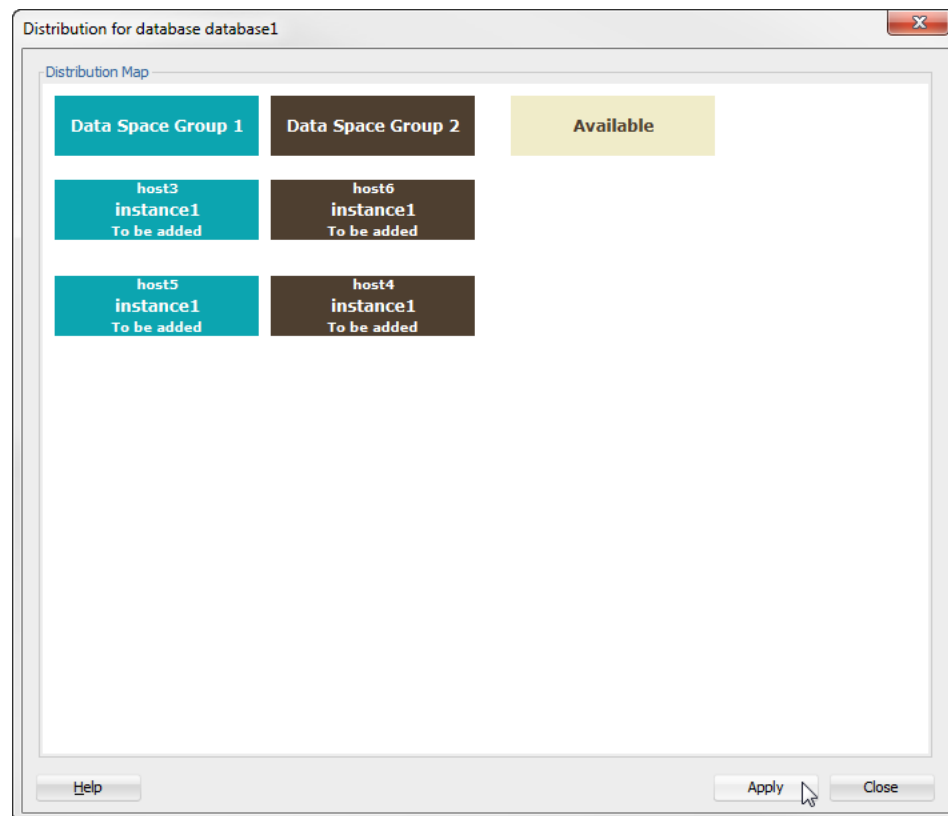 Distribution for database database1
Distribution Map
Data Space Group 1
Data Space Group 2
Available
host3
instance1
To be added
host6
instance1
To be added
host5
instance1
To be added
host4
instance1
To be added
Help
Apply
Close